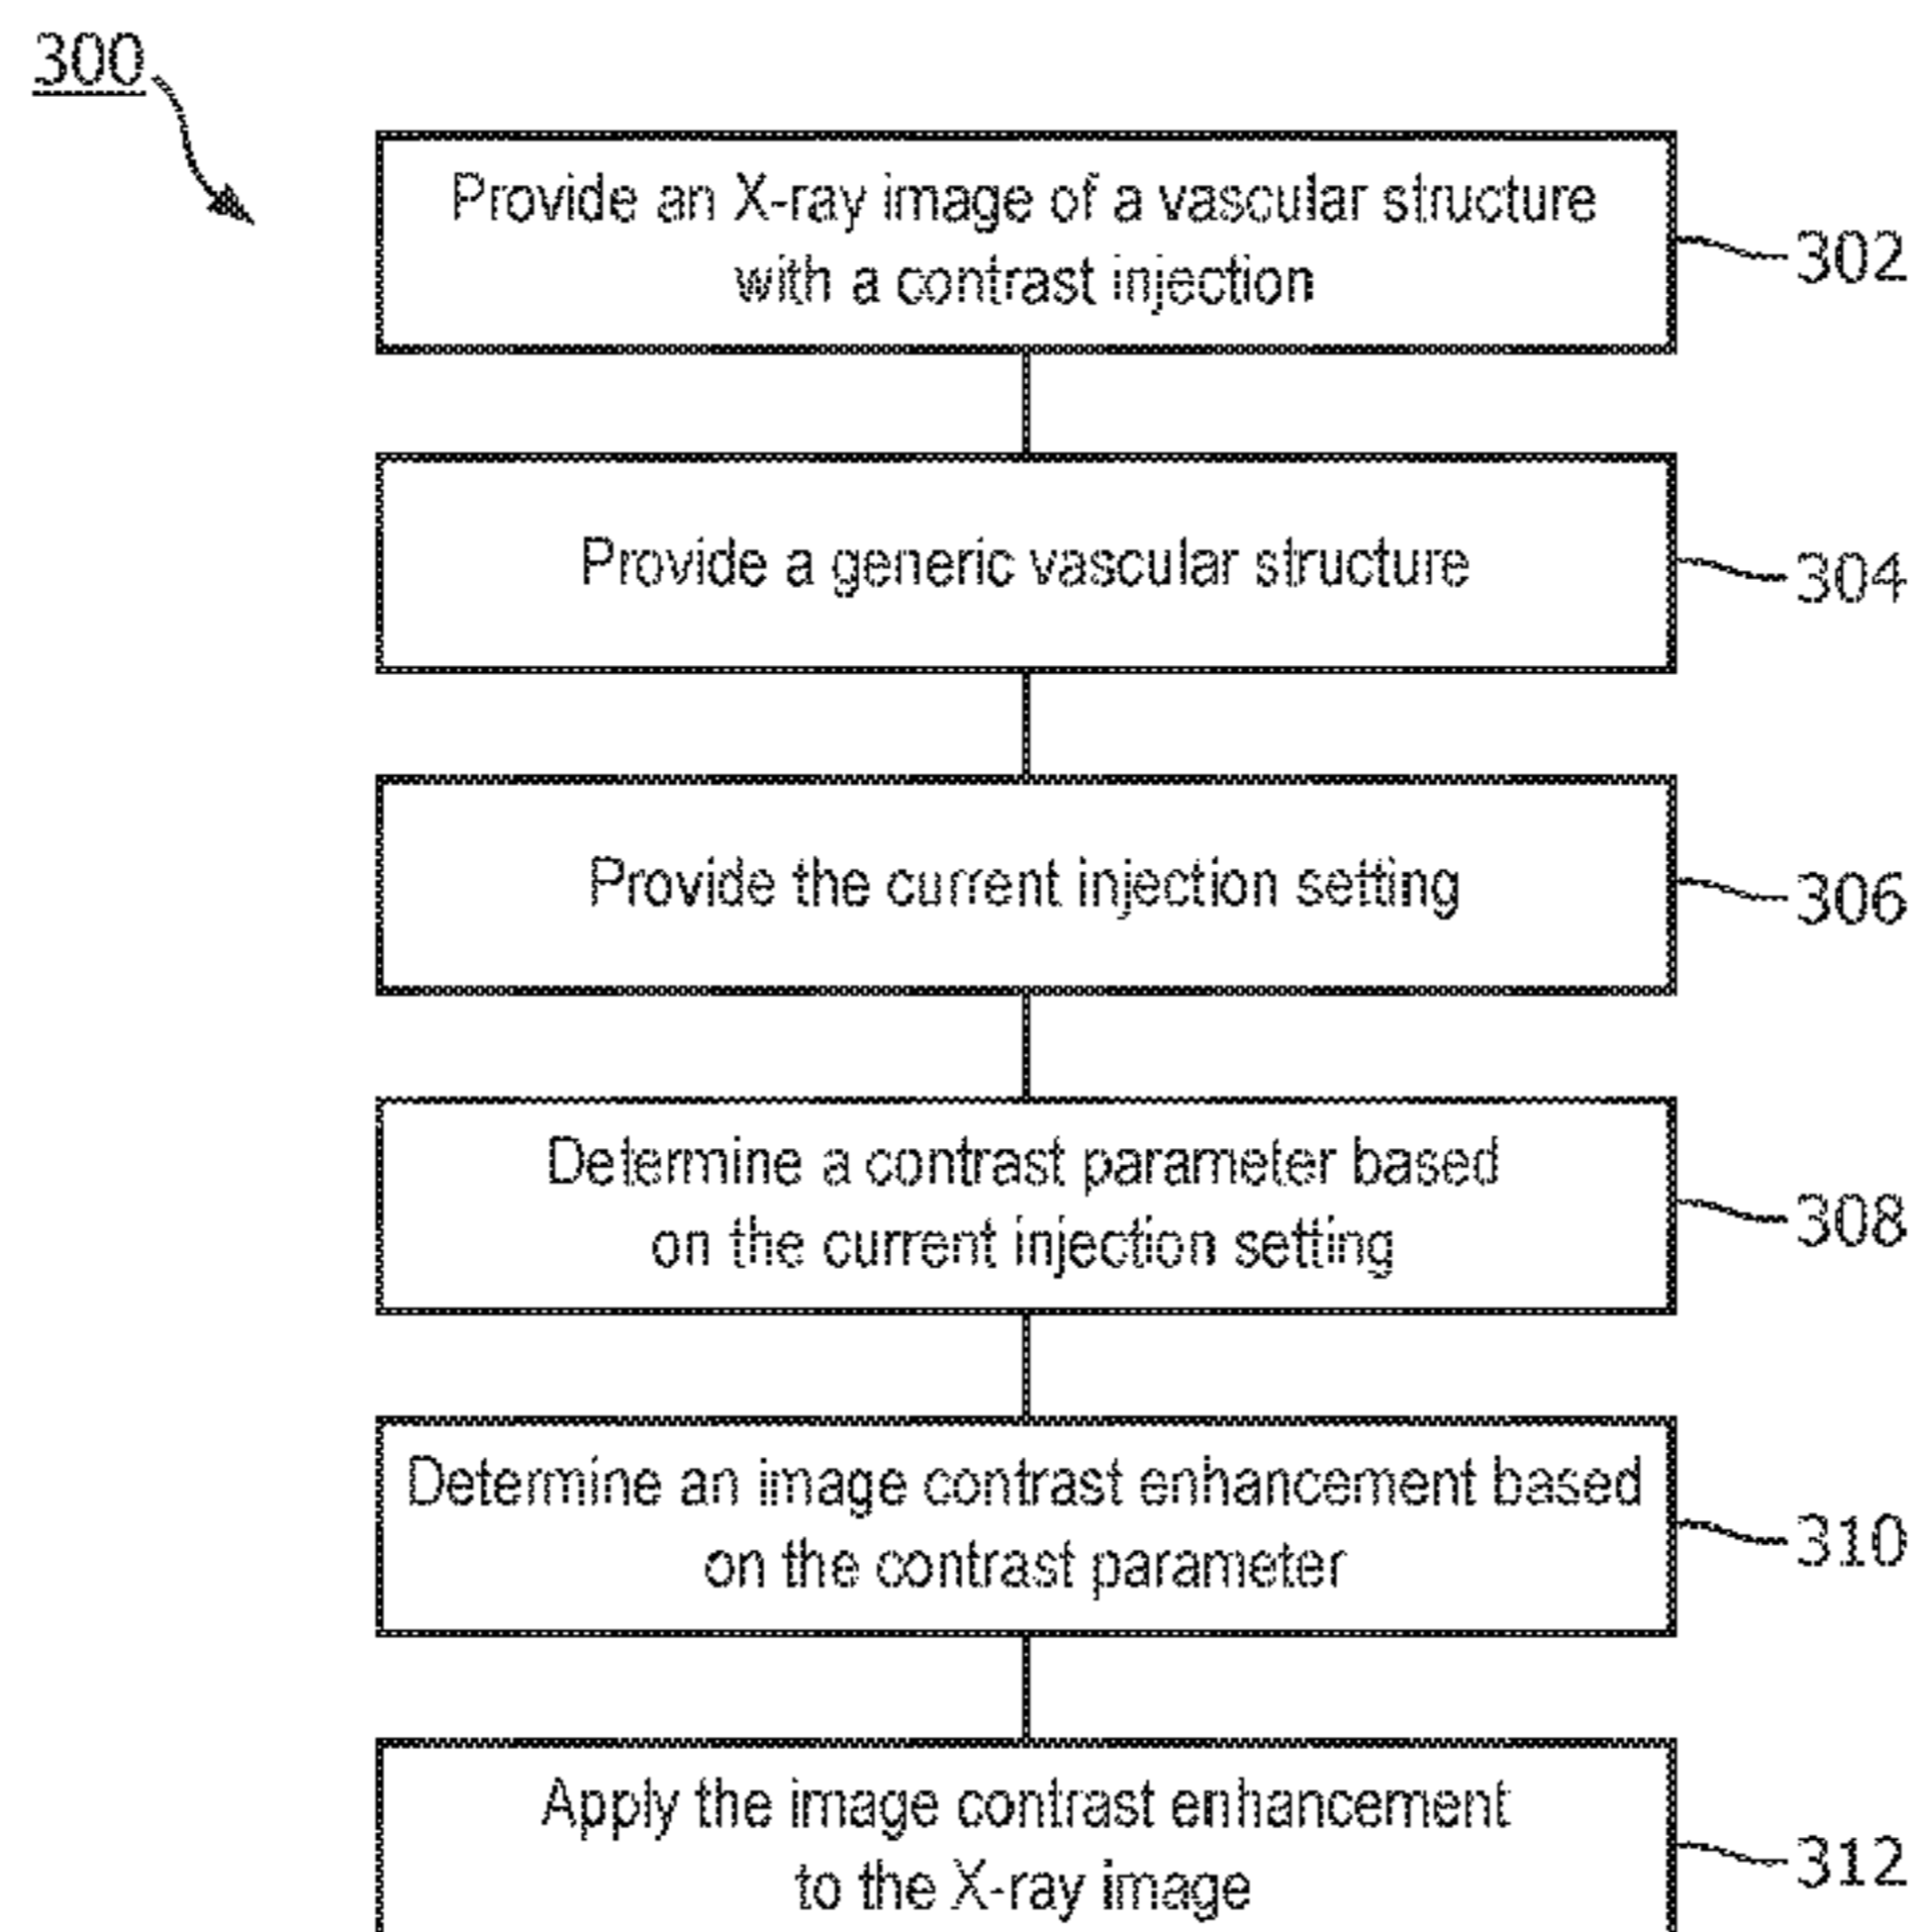 300
Provide an X-ray image of a vascular structure
with a contrast injection
302
Provide a generic vascular structure
304
Provide the current injection setting
306
Determine a contrast parameter based
on the current injection setting
308
Determine an image contrast enhancement based
on the contrast parameter
310
Apply the image contrast enhancement
to the X-ray image
312